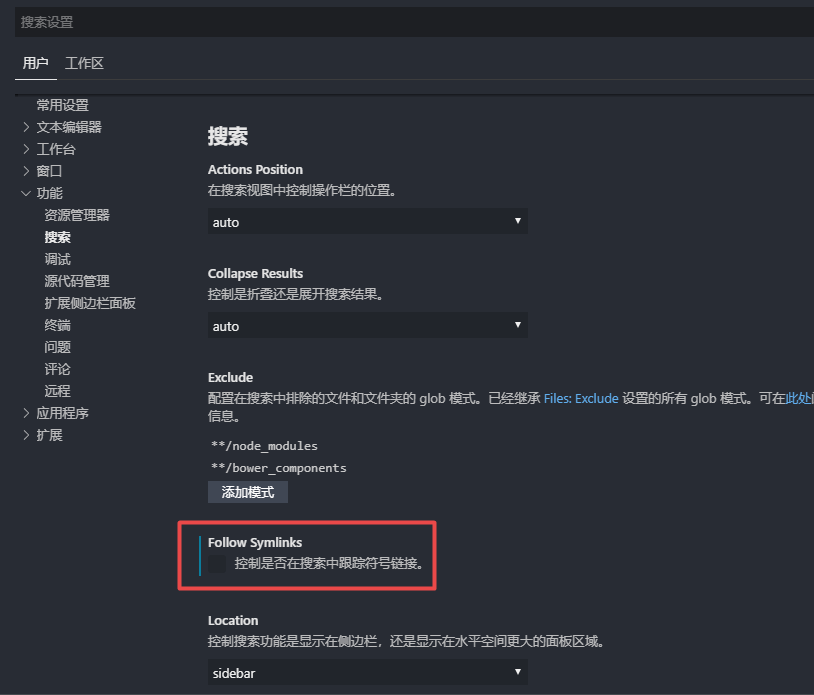 搜索设置
用户 工作区
常用设置
文本编辑器
工作台
窗口
功能
资源管理器
搜索
调试
源代码管理
扩展侧边栏面板
终端
问题
评论
远程
应用程序
扩展
搜索
Actions Position
在搜索视图中控制操作栏的位置。
auto
Collapse Results
控制是折叠还是展开搜索结果。
auto
Exclude
配置在搜索中排除的文件和文件夹的 glob 模式。已经继承 Files: Exclude 设置的所有 glob 模式。可在此处
信息。
**/node_modules
**/bower_components
添加模式
Follow Symlinks
控制是否在搜索中跟踪符号链接。
Location
控制搜索功能是显示在侧边栏，还是显示在水平空间更大的面板区域。
sidebar